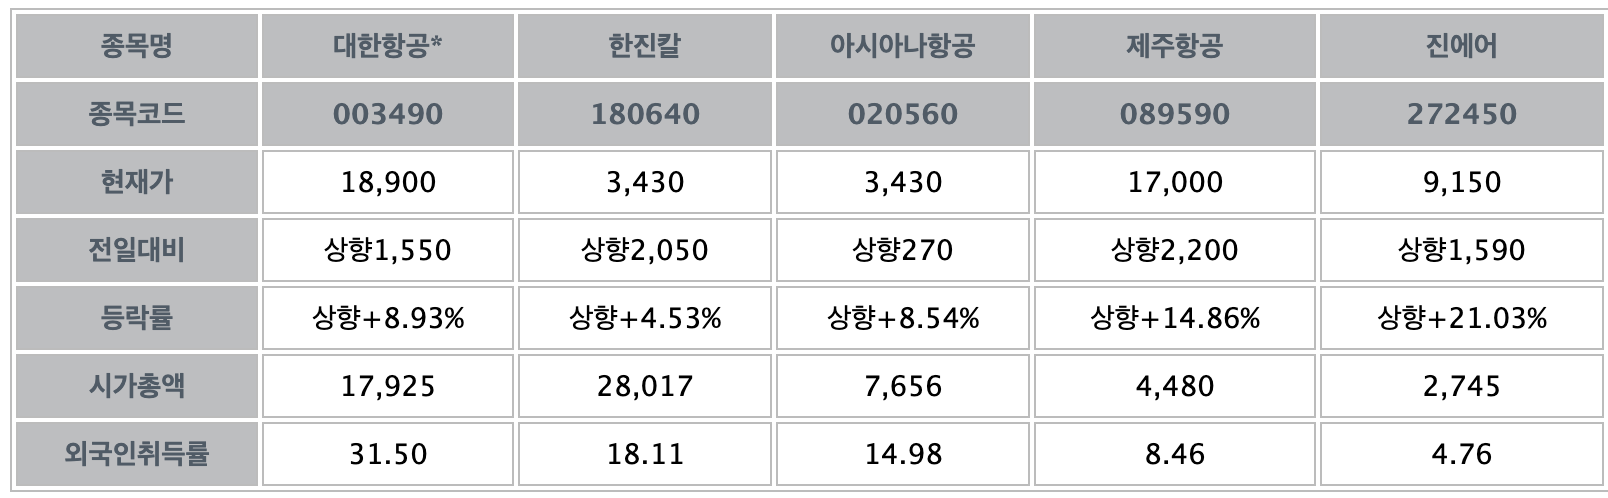 종목명 대한항공* 한진칼 아시아나항공 제주항공 진에어
종목코드 003490 180640 020560 089590 272450
현재가 18,900 3,430 3,430 17,000 9,150
전일대비 상향1,550 상향2,050 상향270 상향2,200 상향1,590
등락률 상향+8.93% 상향+4.53% 상향+8.54% 상향+14.86% 상향+21.03%
시가총액 17,925 28,017 7,656 4,480 2,745
외국인취득률 31.50 18.11 14.98 8.46 4.76